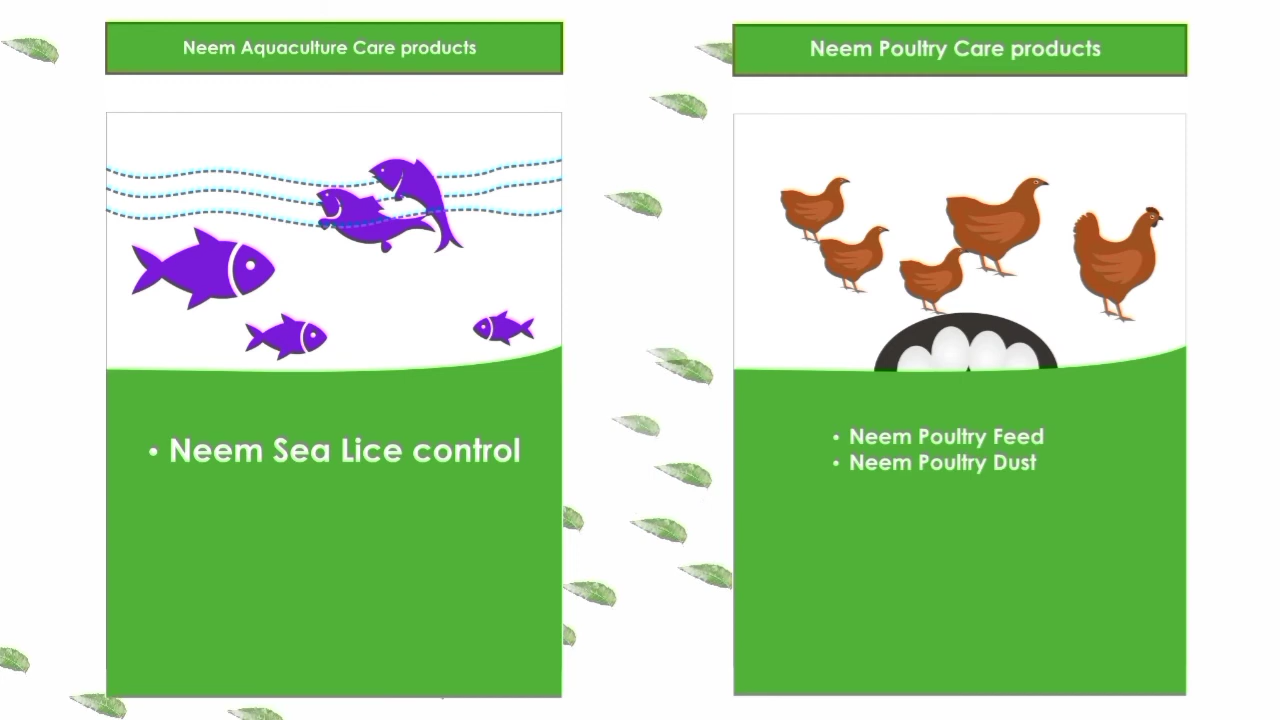 Neem Aquaculture Care products
• Neem Sea Lice control
Neem Poultry Care products
• Neem Poultry Feed
• Neem Poultry Dust